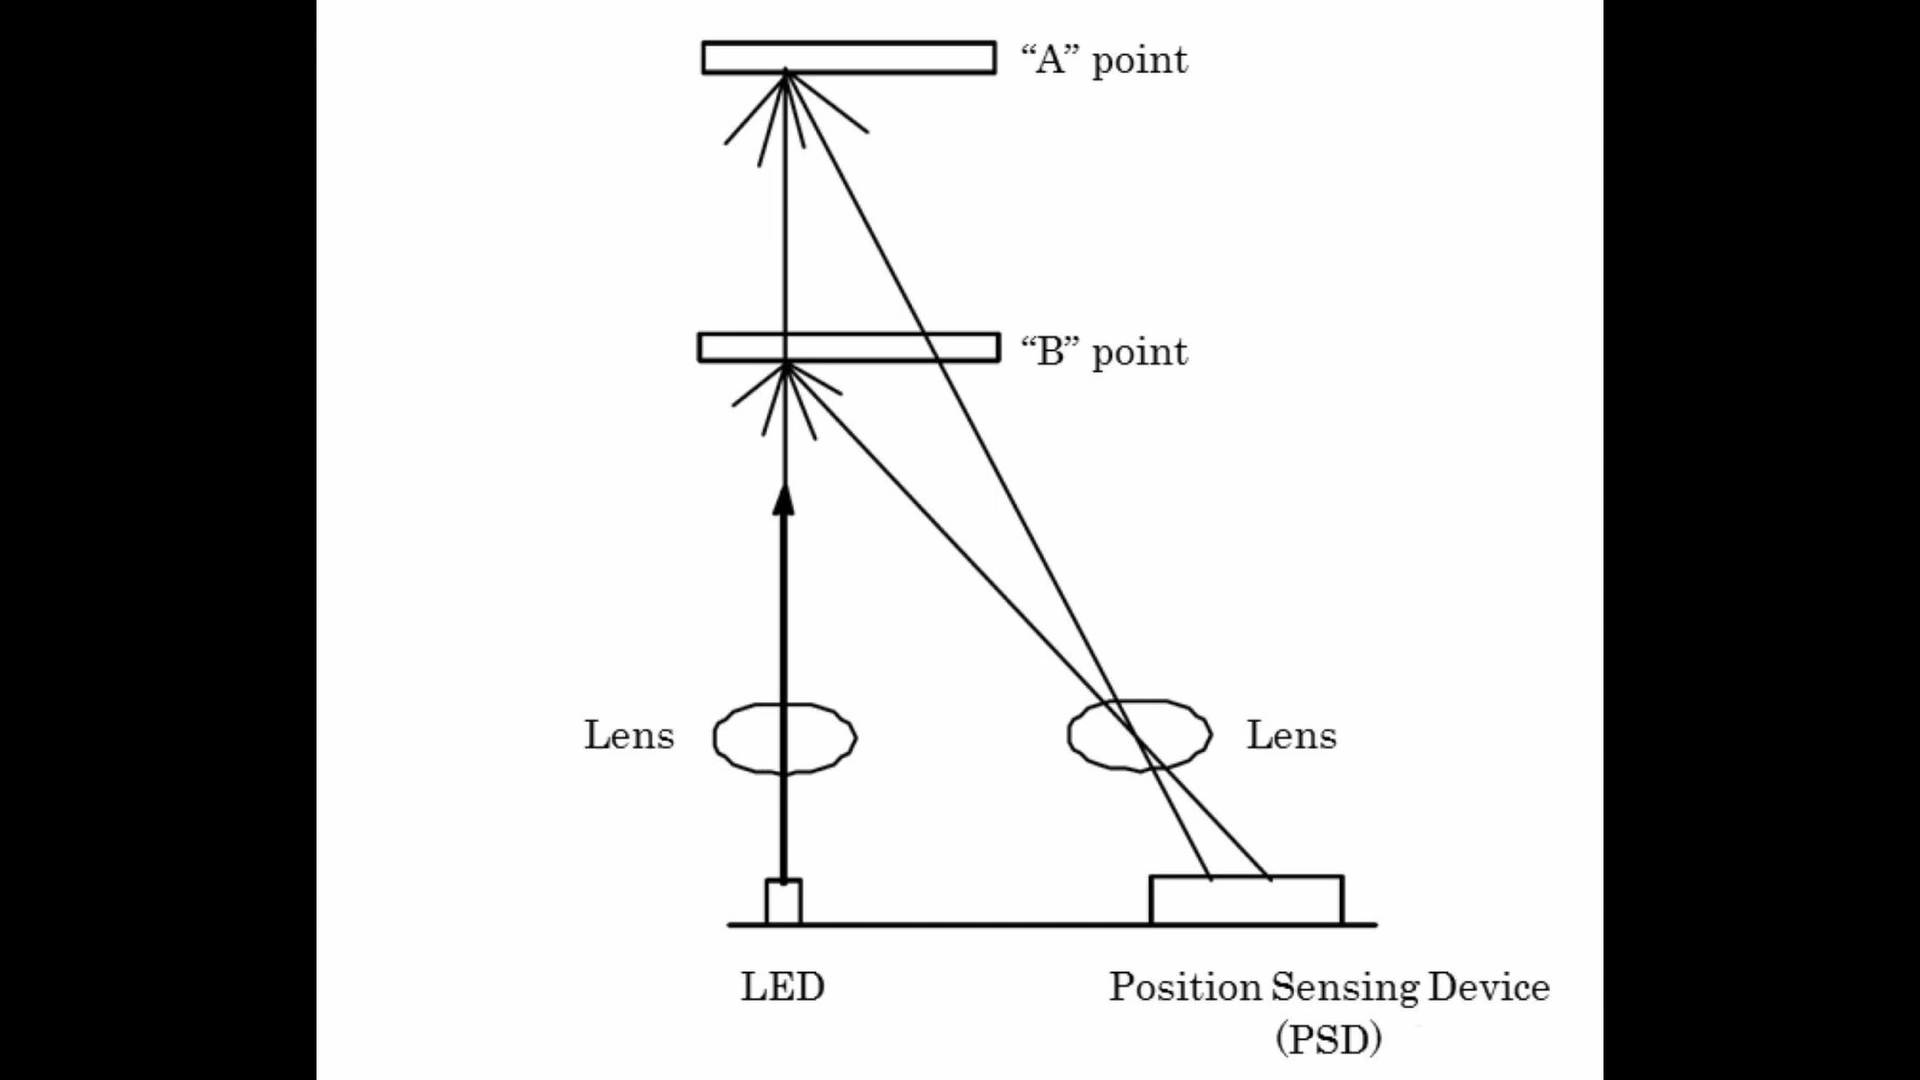 “A” point
“B” point
Lens
Lens
LED
Position Sensing Device
(PSD)